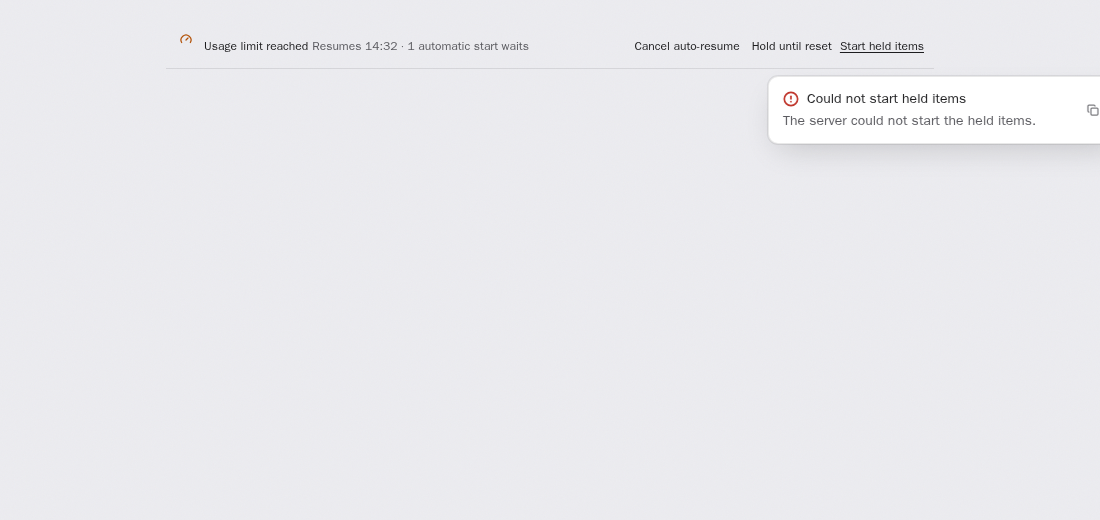 Usage limit reached Resumes 14:32 · 1 automatic start waits
Cancel auto-resume Hold until reset Start held items
Could not start held items
The server could not start the held items.